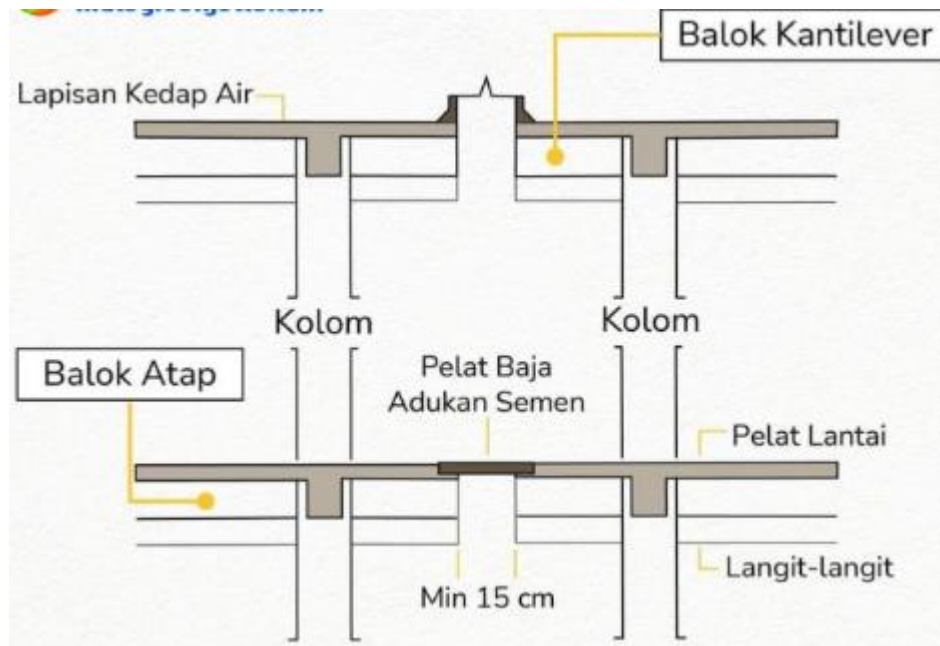 Balok Kantilever
Lapisan Kedap Air
Kolom
Kolom
Balok Atap
Pelat Baja
Adukan Semen
Pelat Lantai
Langit-langit
Min 15 cm